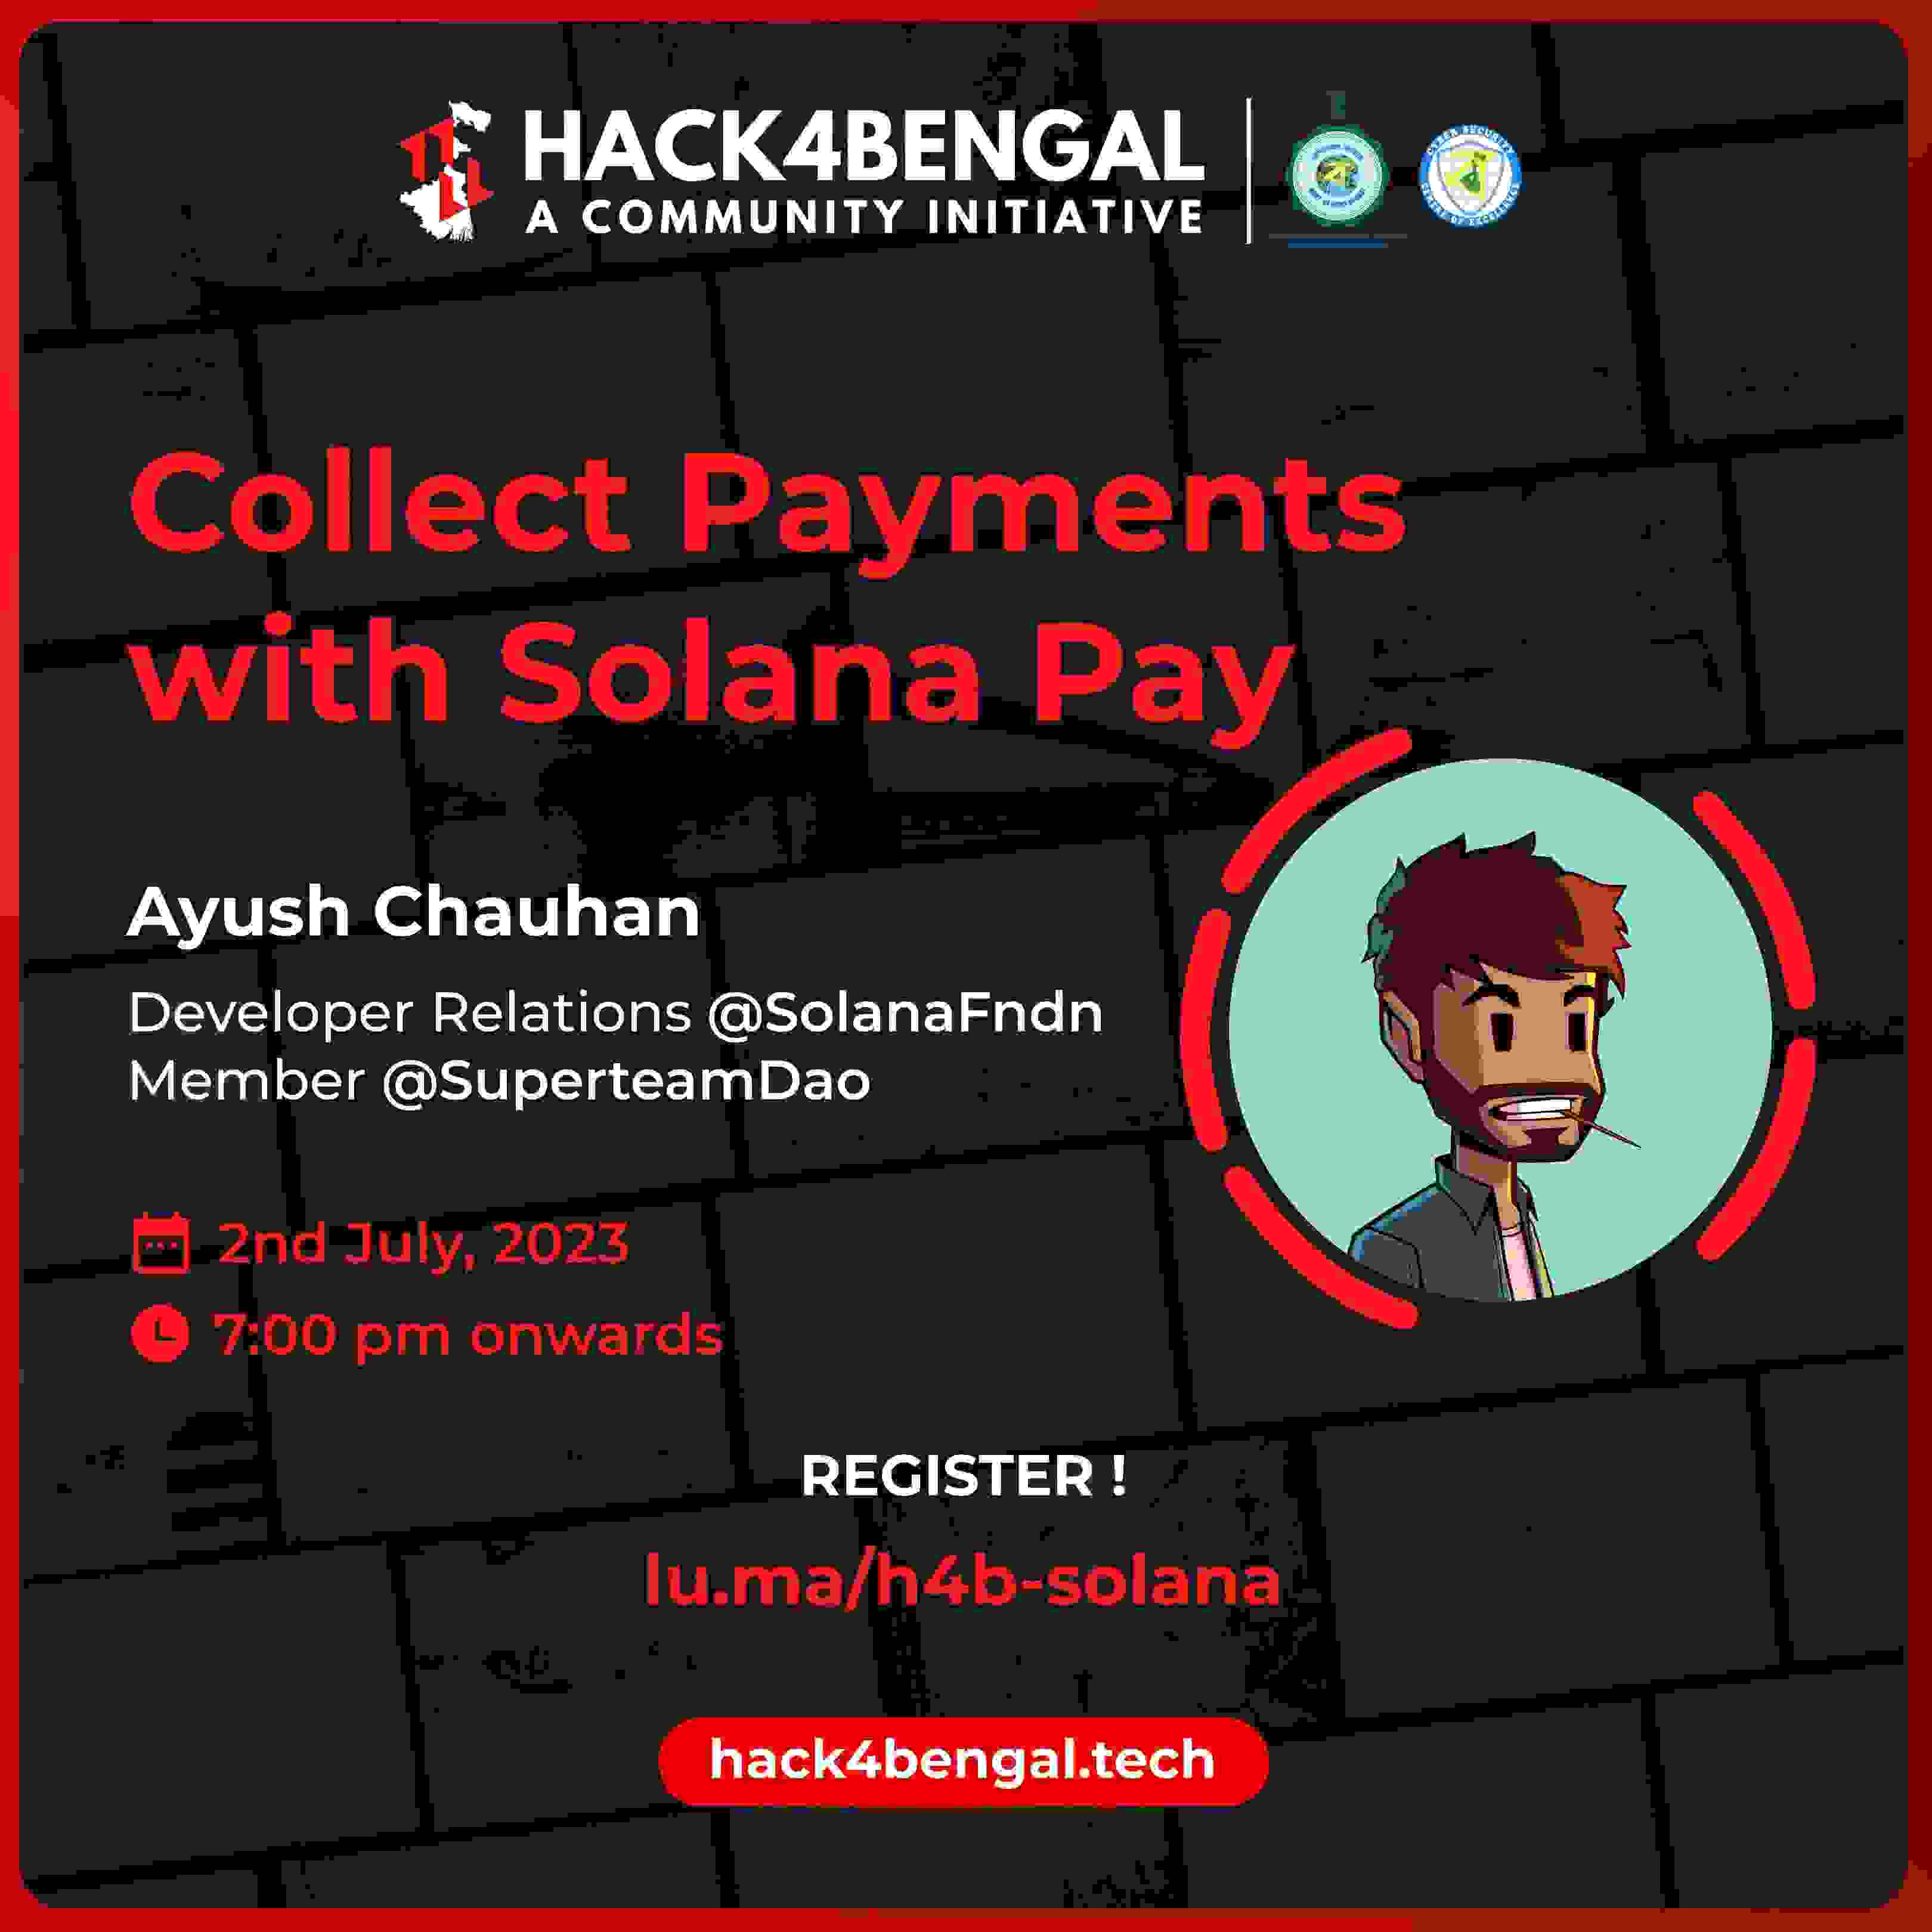 HACK4BENGAL
A COMMUNITY INITIATIVE
Collect Payments
with Solana Pay
Ayush Chauhan
Developer Relations @SolanaFndn
Member @SuperteamDao
2nd July, 2023
7:00 pm onwards
REGISTER !
lu.ma/h4b-solana
hack4bengal.tech